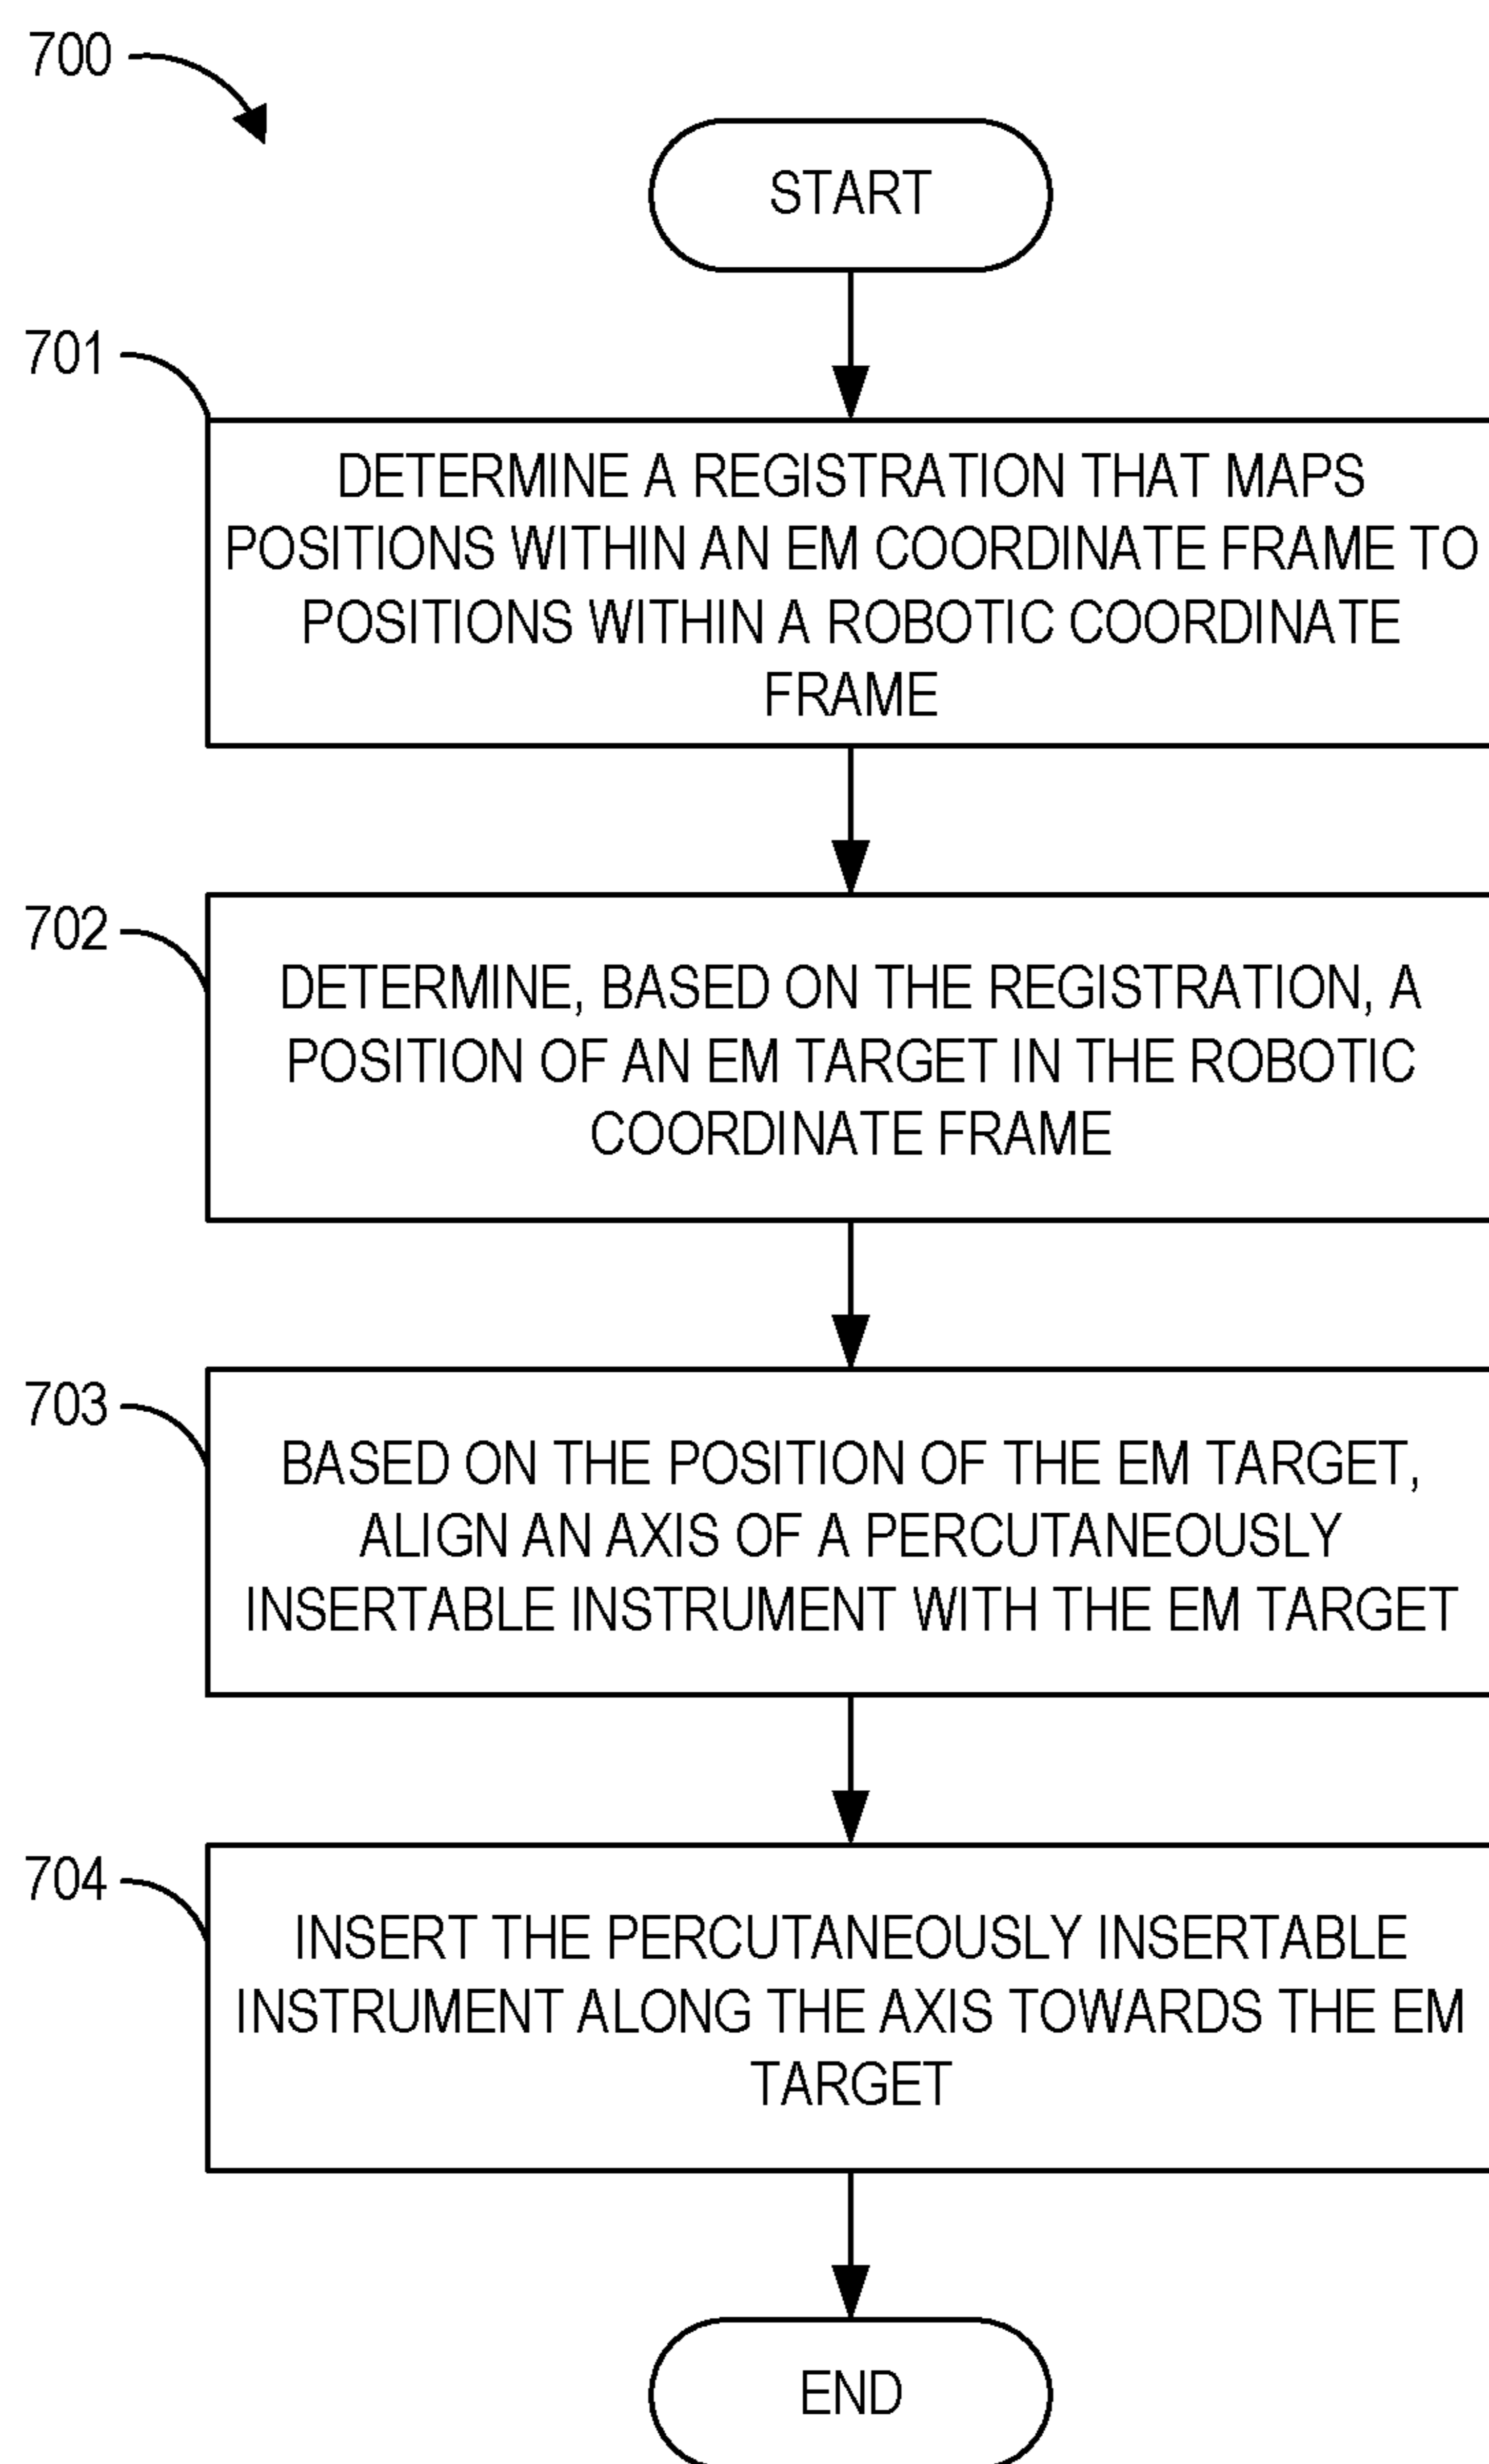 700
START
701
DETERMINE A REGISTRATION THAT MAPS
POSITIONS WITHIN AN EM COORDINATE FRAME TO
POSITIONS WITHIN A ROBOTIC COORDINATE
FRAME
702
DETERMINE, BASED ON THE REGISTRATION, A
POSITION OF AN EM TARGET IN THE ROBOTIC
COORDINATE FRAME
703
BASED ON THE POSITION OF THE EM TARGET,
ALIGN AN AXIS OF A PERCUTANEOUSLY
INSERTABLE INSTRUMENT WITH THE EM TARGET
704
INSERT THE PERCUTANEOUSLY INSERTABLE
INSTRUMENT ALONG THE AXIS TOWARDS THE EM
TARGET
END